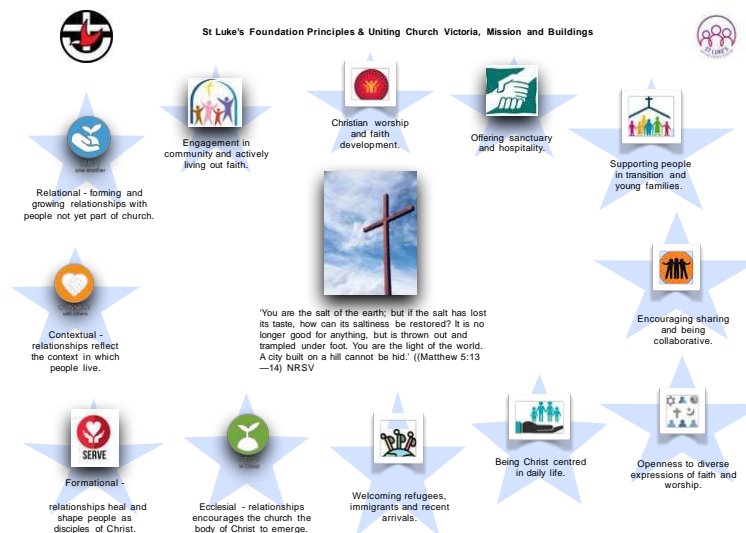 St Luke's Foundation Principles & Uniting Church Victoria, Mission and Buildings
ST LUKE'S
Engagement in
community and actively
living out faith.
Christian worship
and faith
development.
Offering sanctuary
and hospitality.
Supporting people
in transition and
young families.
one another
Relational - forming and
growing relationships with
people not yet part of church.
with others
Contextual -
relationships reflect
the context in which
people live.
'You are the salt of the earth; but if the salt has lost
its taste, how can its saltiness be restored? It is no
longer good for anything, but is thrown out and
trampled under foot. You are the light of the world.
A city built on a hill cannot be hid.' ((Matthew 5:13
—14) NRSV
Encouraging sharing
and being
collaborative.
SERVE
Formational -
relationships heal and
shape people as
disciples of Christ.
in Christ
Ecclesial - relationships
encourages the church the
body of Christ to emerge.
Welcoming refugees,
immigrants and recent
arrivals.
Being Christ centred
in daily life.
Openness to diverse
expressions of faith and
worship.